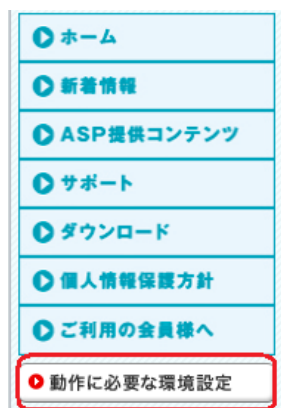 ホーム
新着情報
ASP提供コンテンツ
サポート
ダウンロード
個人情報保護方針
ご利用の会員様へ
動作に必要な環境設定